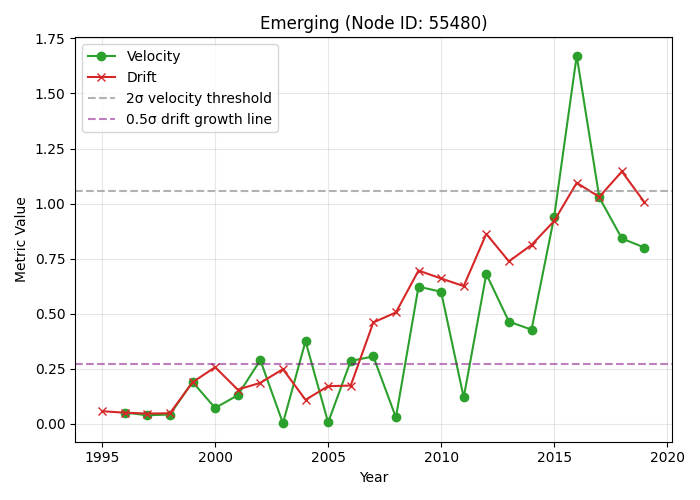 Emerging (Node ID: 55480)
Metric Value
1.75
1.50
1.25
1.00
0.75
0.50
0.25
0.00
Velocity
Drift
2σ velocity threshold
0.5σ drift growth line
1995
2000
2005
2010
2015
2020
Year